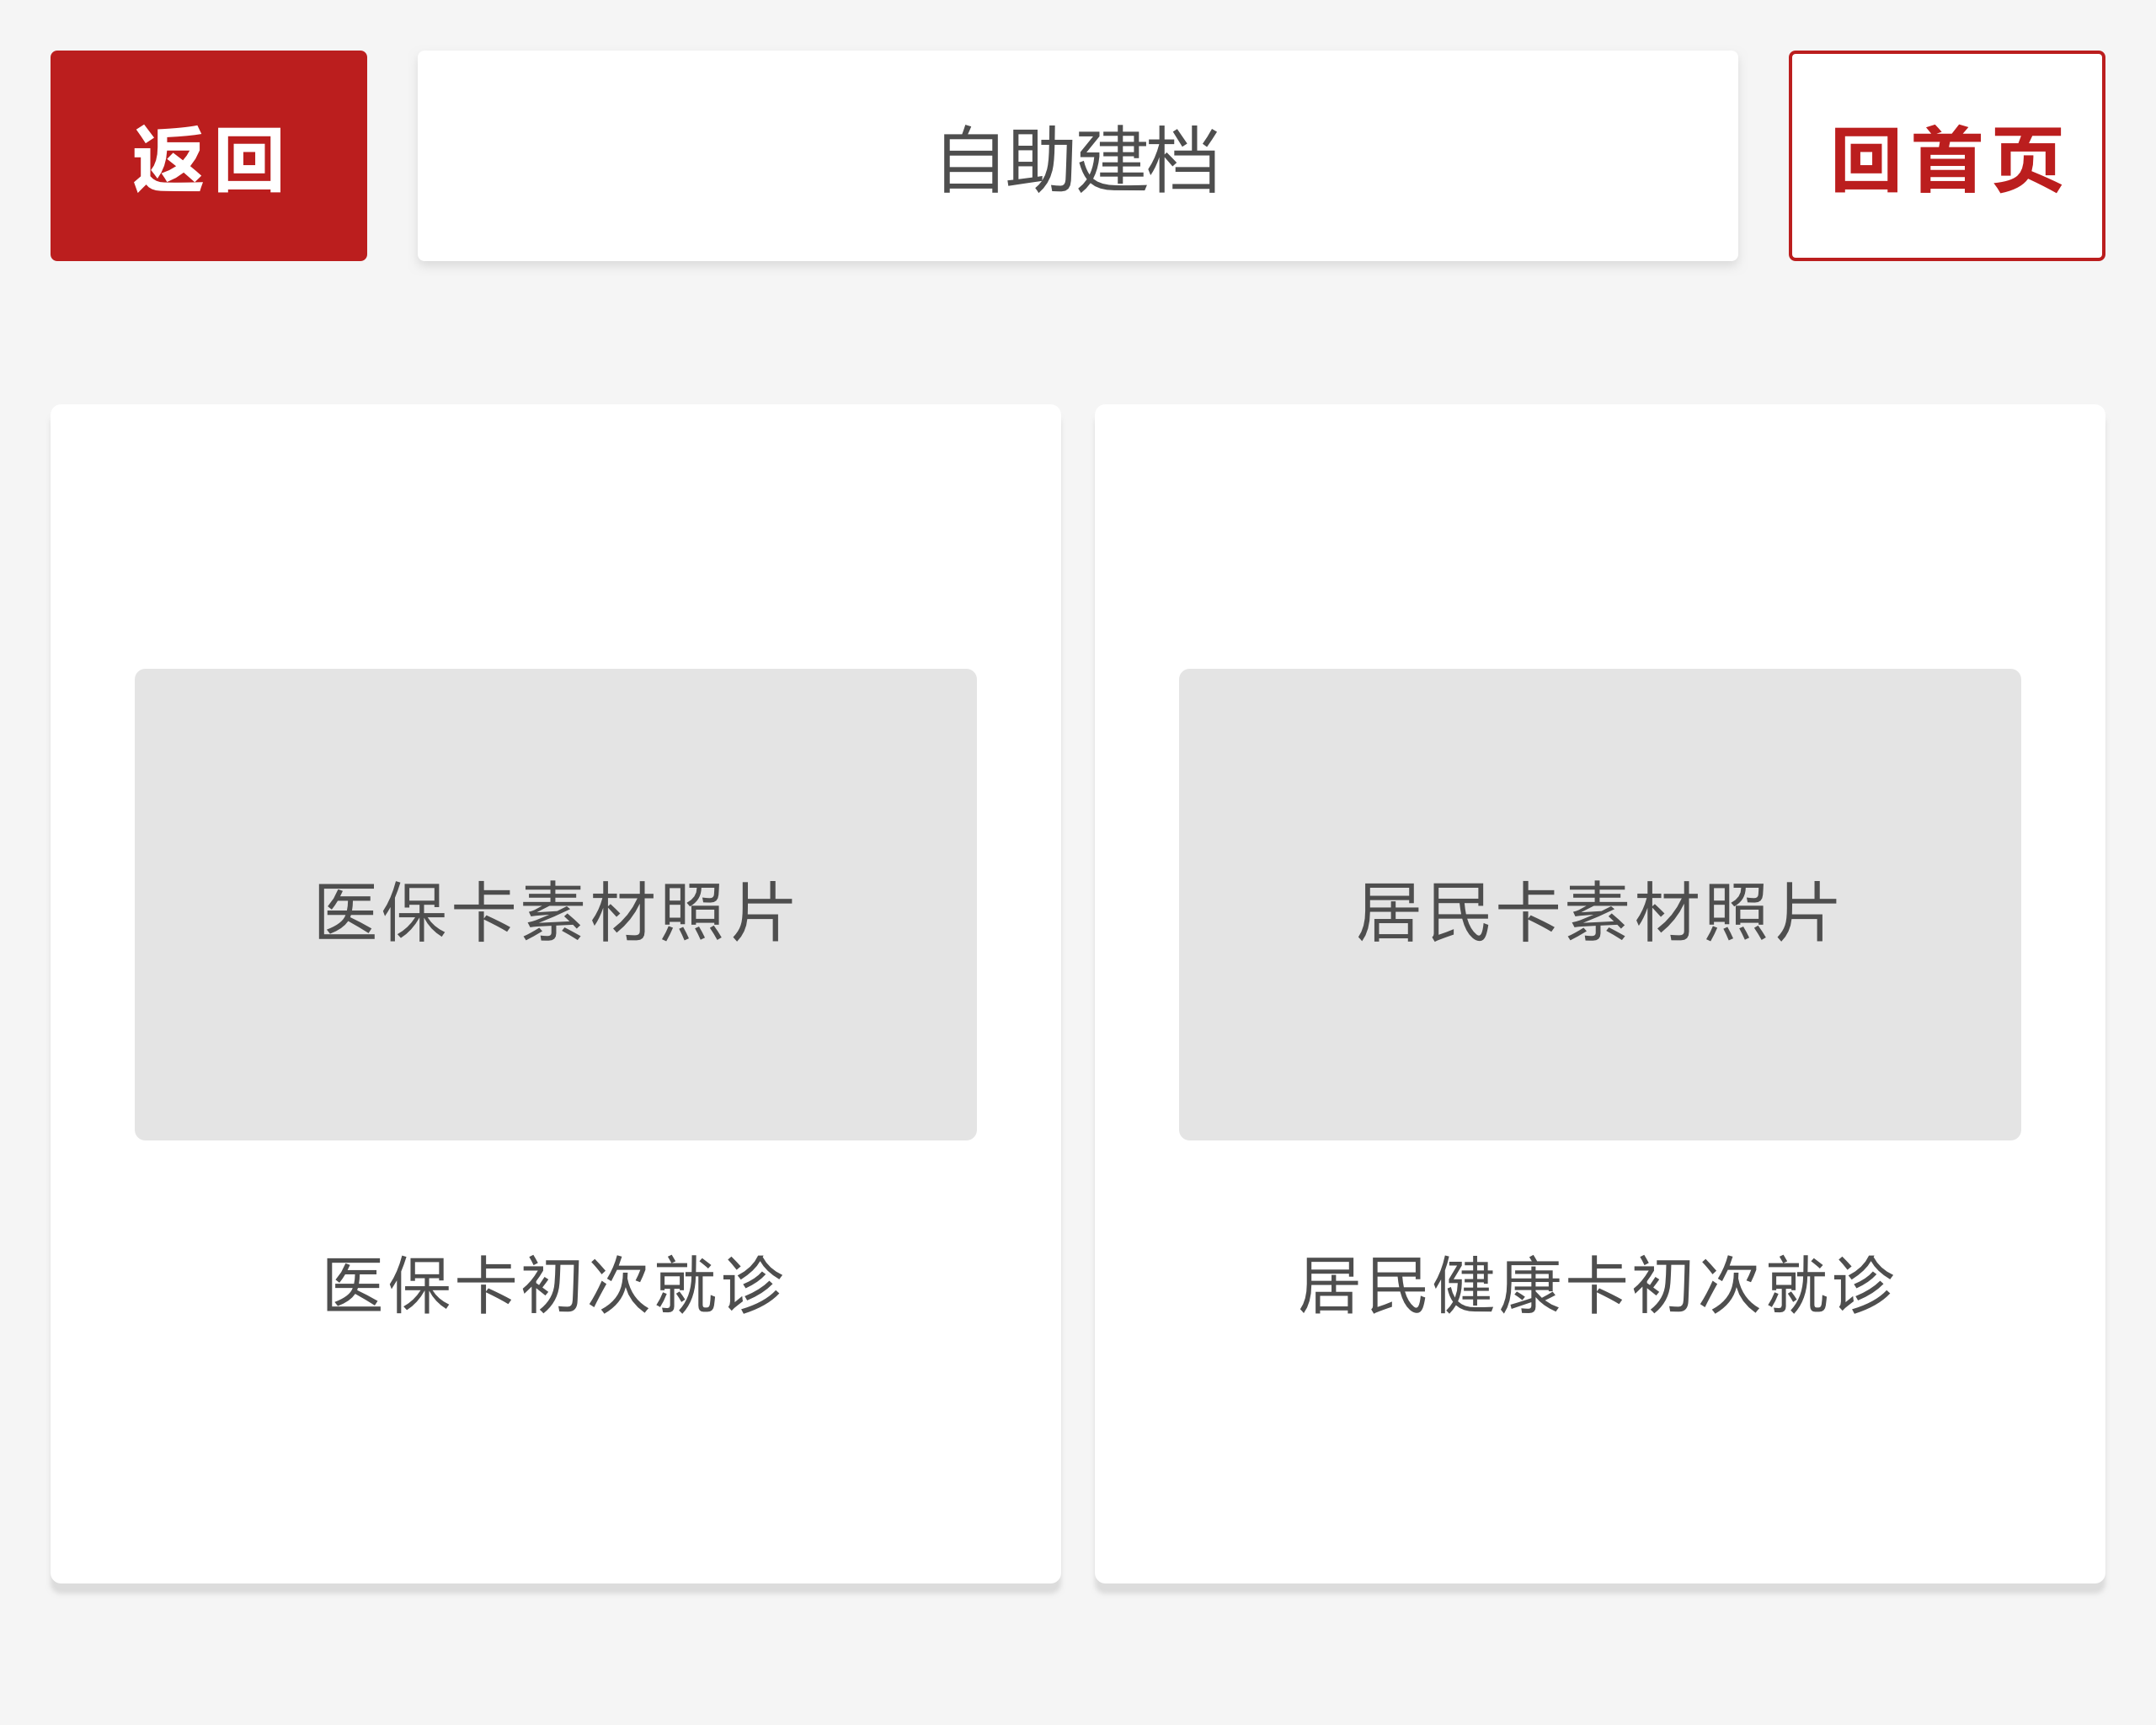 返回
自助建档
回首页
医保卡素材照片
居民卡素材照片
医保卡初次就诊
居民健康卡初次就诊